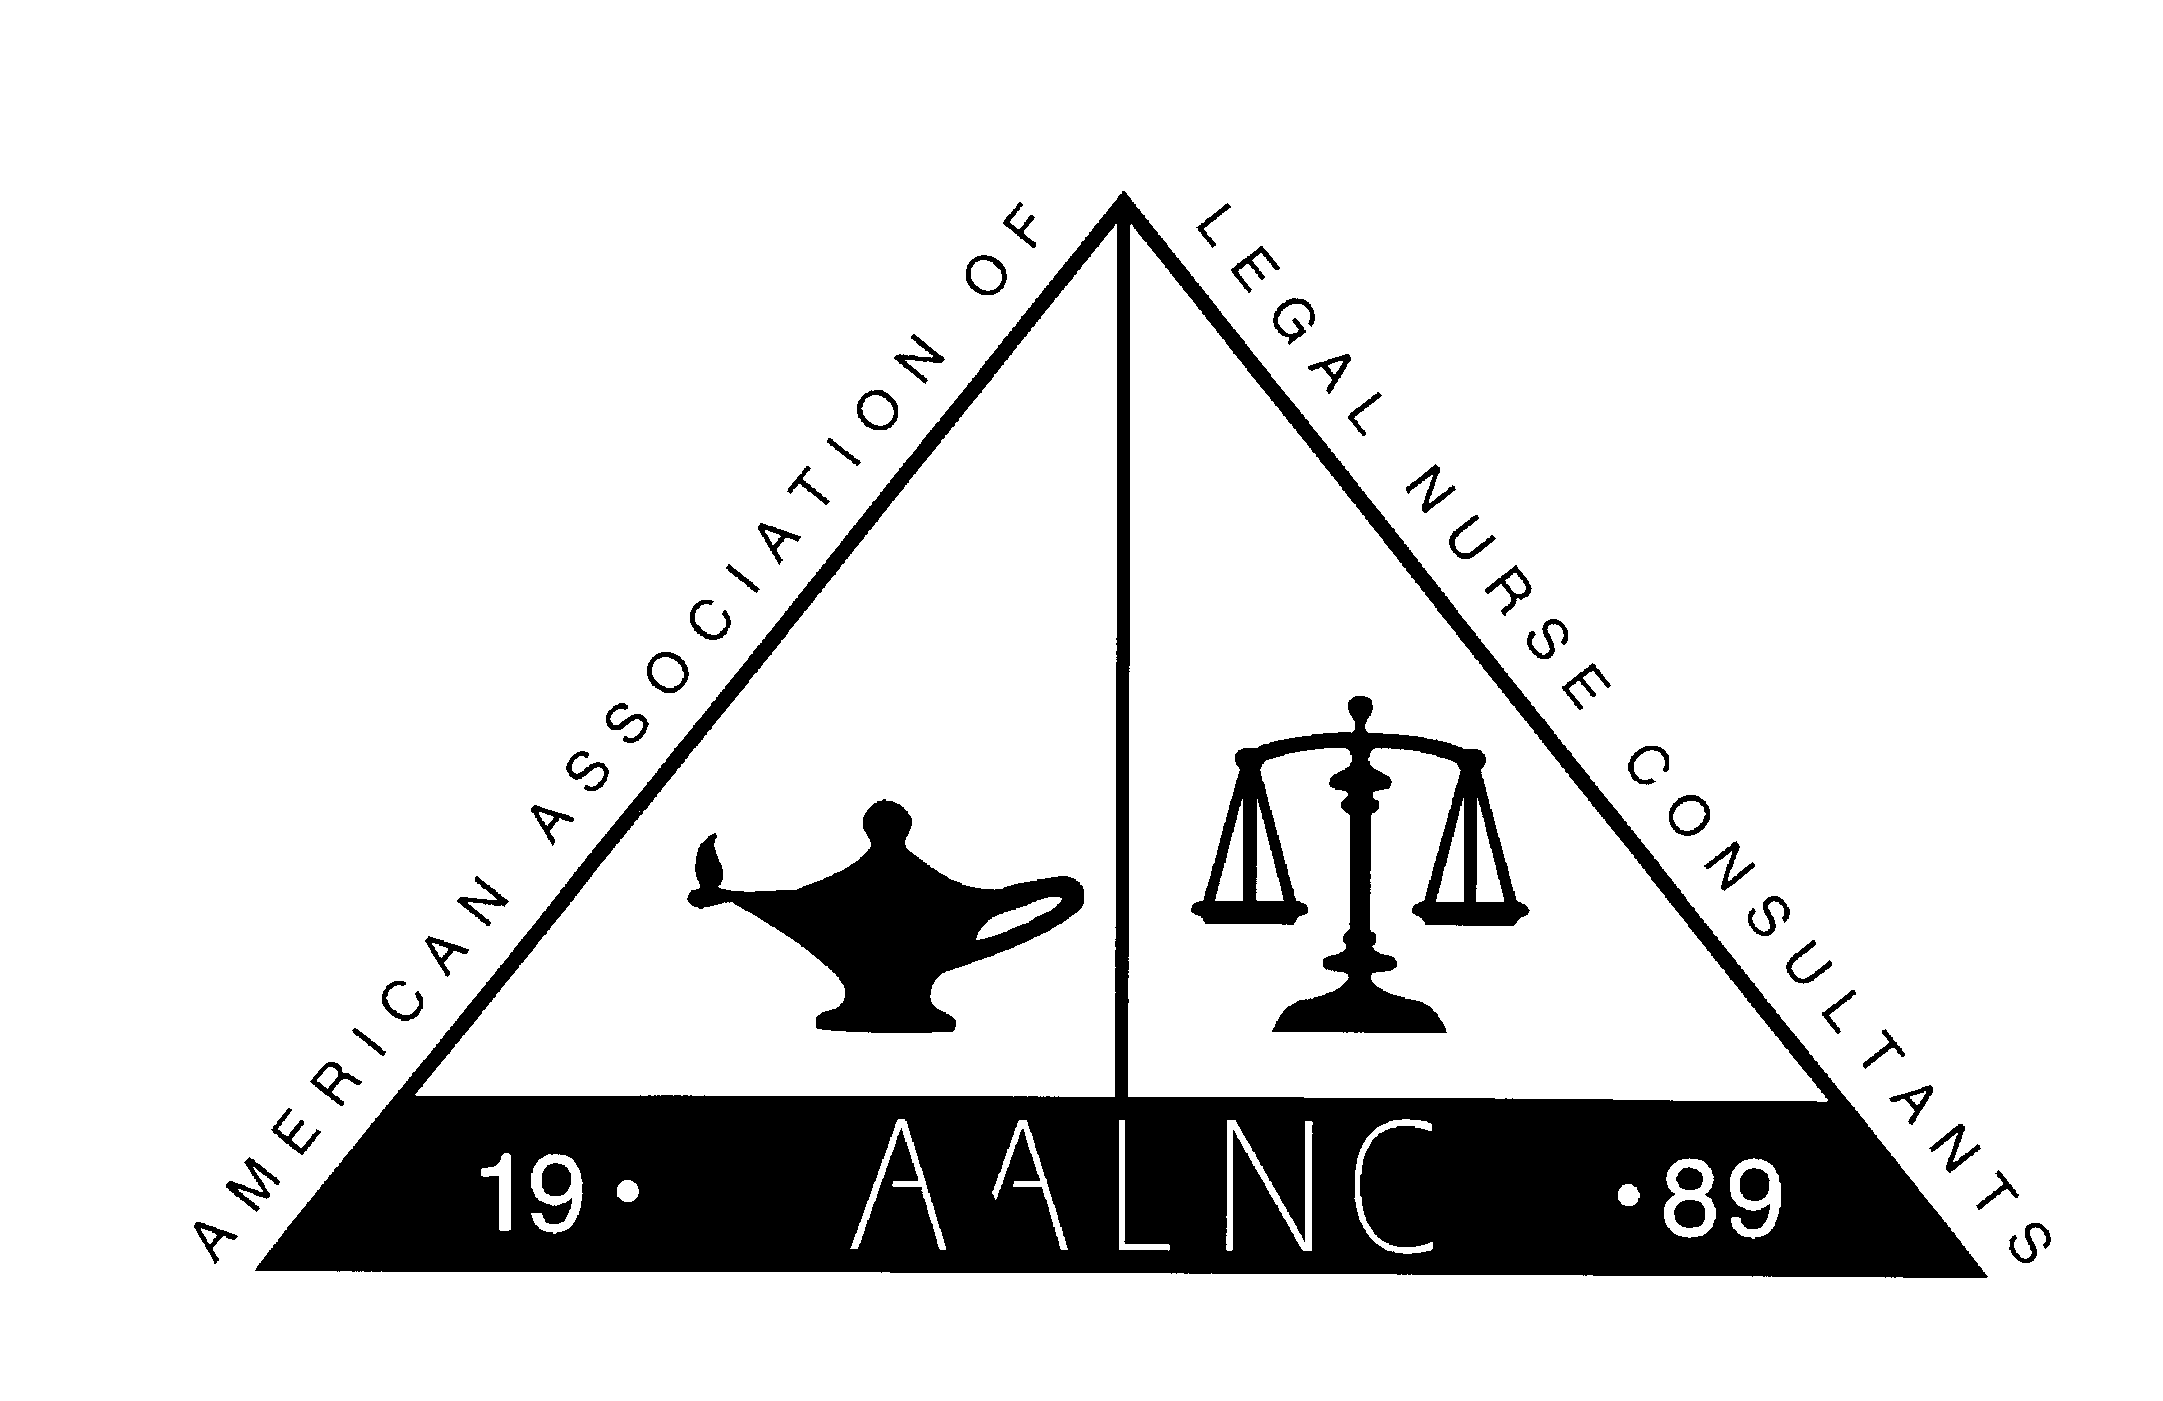 AMERICAN ASSOCIATION OF
LEGAL NURSE CONSULTANTS
19• AALNC •89